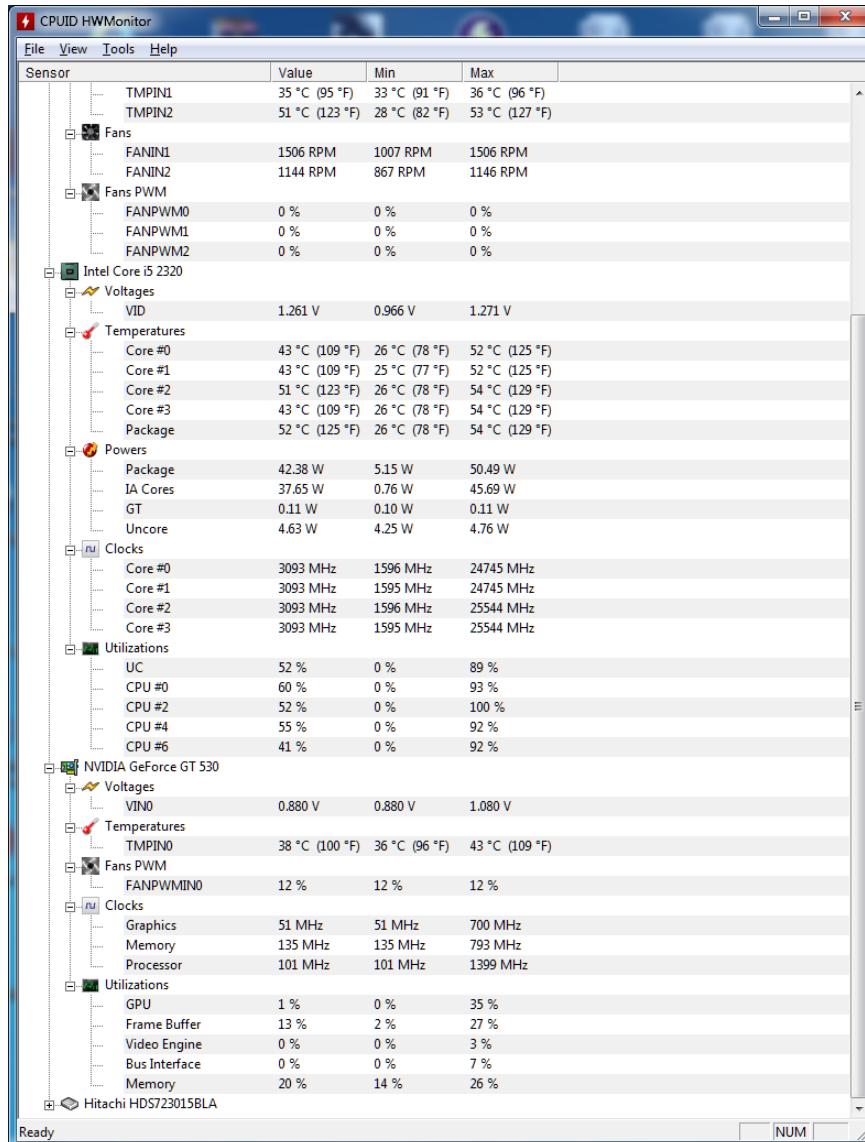 CPUID HWMonitor
File View Tools Help
Sensor Value Min Max
TMPIN1 35 °C (95 °F) 33 °C (91 °F) 36 °C (96 °F)
TMPIN2 51 °C (123 °F) 28 °C (82 °F) 53 °C (127 °F)
Fans
FANIN1 1506 RPM 1007 RPM 1506 RPM
FANIN2 1144 RPM 867 RPM 1146 RPM
Fans PWM
FANPWM0 0 % 0 % 0 %
FANPWM1 0 % 0 % 0 %
FANPWM2 0 % 0 % 0 %
Intel Core i5 2320
Voltages
VID 1.261 V 0.966 V 1.271 V
Temperatures
Core #0 43 °C (109 °F) 26 °C (78 °F) 52 °C (125 °F)
Core #1 43 °C (109 °F) 25 °C (77 °F) 52 °C (125 °F)
Core #2 51 °C (123 °F) 26 °C (78 °F) 54 °C (129 °F)
Core #3 43 °C (109 °F) 26 °C (78 °F) 54 °C (129 °F)
Package 52 °C (125 °F) 26 °C (78 °F) 54 °C (129 °F)
Powers
Package 42.38 W 5.15 W 50.49 W
IA Cores 37.65 W 0.76 W 45.69 W
GT 0.11 W 0.10 W 0.11 W
Uncore 4.63 W 4.25 W 4.76 W
Clocks
Core #0 3093 MHz 1596 MHz 24745 MHz
Core #1 3093 MHz 1595 MHz 24745 MHz
Core #2 3093 MHz 1596 MHz 25544 MHz
Core #3 3093 MHz 1595 MHz 25544 MHz
Utilizations
UC 52 % 0 % 89 %
CPU #0 60 % 0 % 93 %
CPU #2 52 % 0 % 100 %
CPU #4 55 % 0 % 92 %
CPU #6 41 % 0 % 92 %
NVIDIA GeForce GT 530
Voltages
VIN0 0.880 V 0.880 V 1.080 V
Temperatures
TMPIN0 38 °C (100 °F) 36 °C (96 °F) 43 °C (109 °F)
Fans PWM
FANPWMIN0 12 % 12 % 12 %
Clocks
Graphics 51 MHz 51 MHz 700 MHz
Memory 135 MHz 135 MHz 793 MHz
Processor 101 MHz 101 MHz 1399 MHz
Utilizations
GPU 1 % 0 % 35 %
Frame Buffer 13 % 2 % 27 %
Video Engine 0 % 0 % 3 %
Bus Interface 0 % 0 % 7 %
Memory 20 % 14 % 26 %
Hitachi HDS723015BLA
Ready NUM